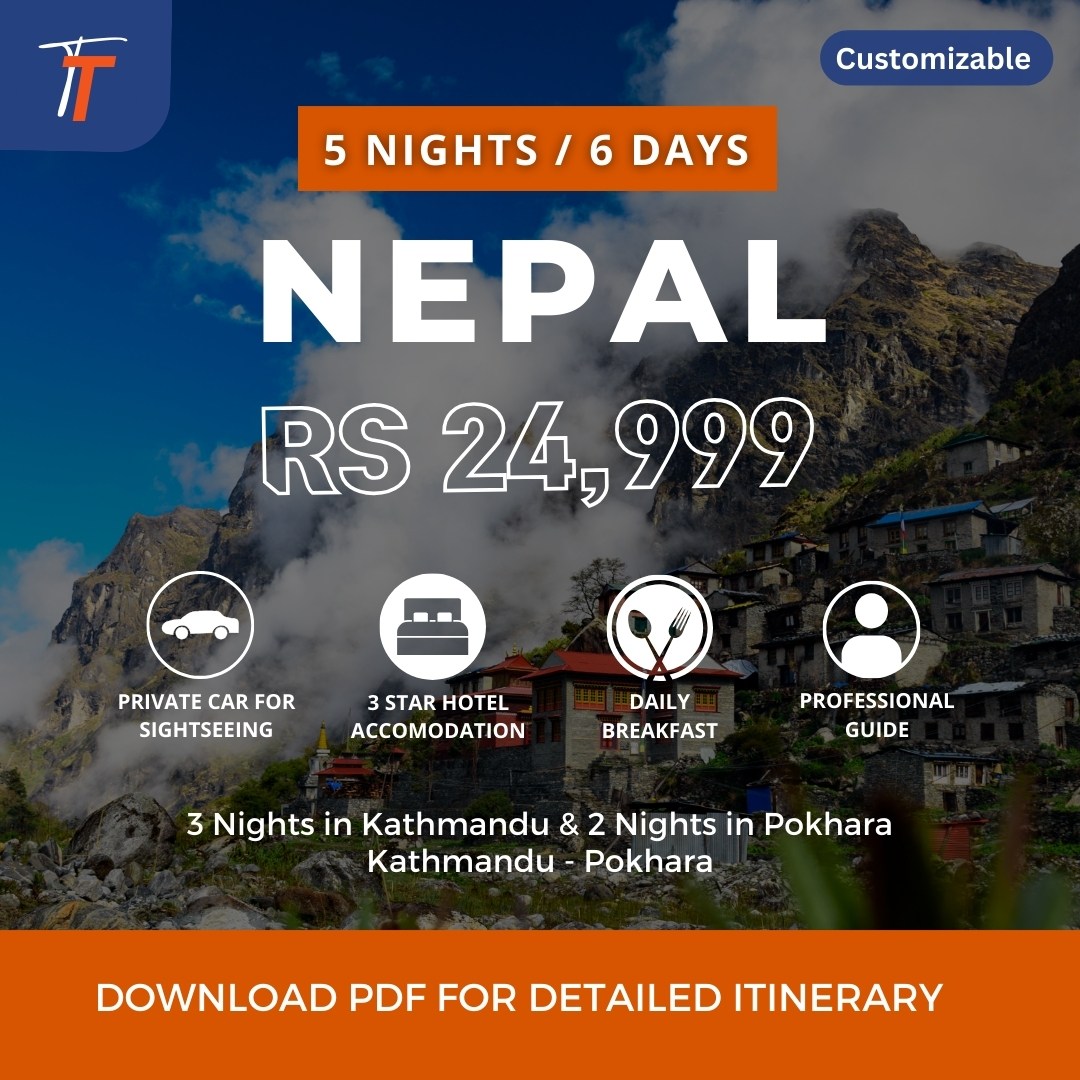 TT
Customizable
5 NIGHTS / 6 DAYS
NEPAL
RS 24,999
PRIVATE CAR FOR
SIGHTSEEING
3 STAR HOTEL
ACCOMODATION
DAILY
BREAKFAST
PROFESSIONAL
GUIDE
3 Nights in Kathmandu & 2 Nights in Pokhara
Kathmandu - Pokhara
DOWNLOAD PDF FOR DETAILED ITINERARY